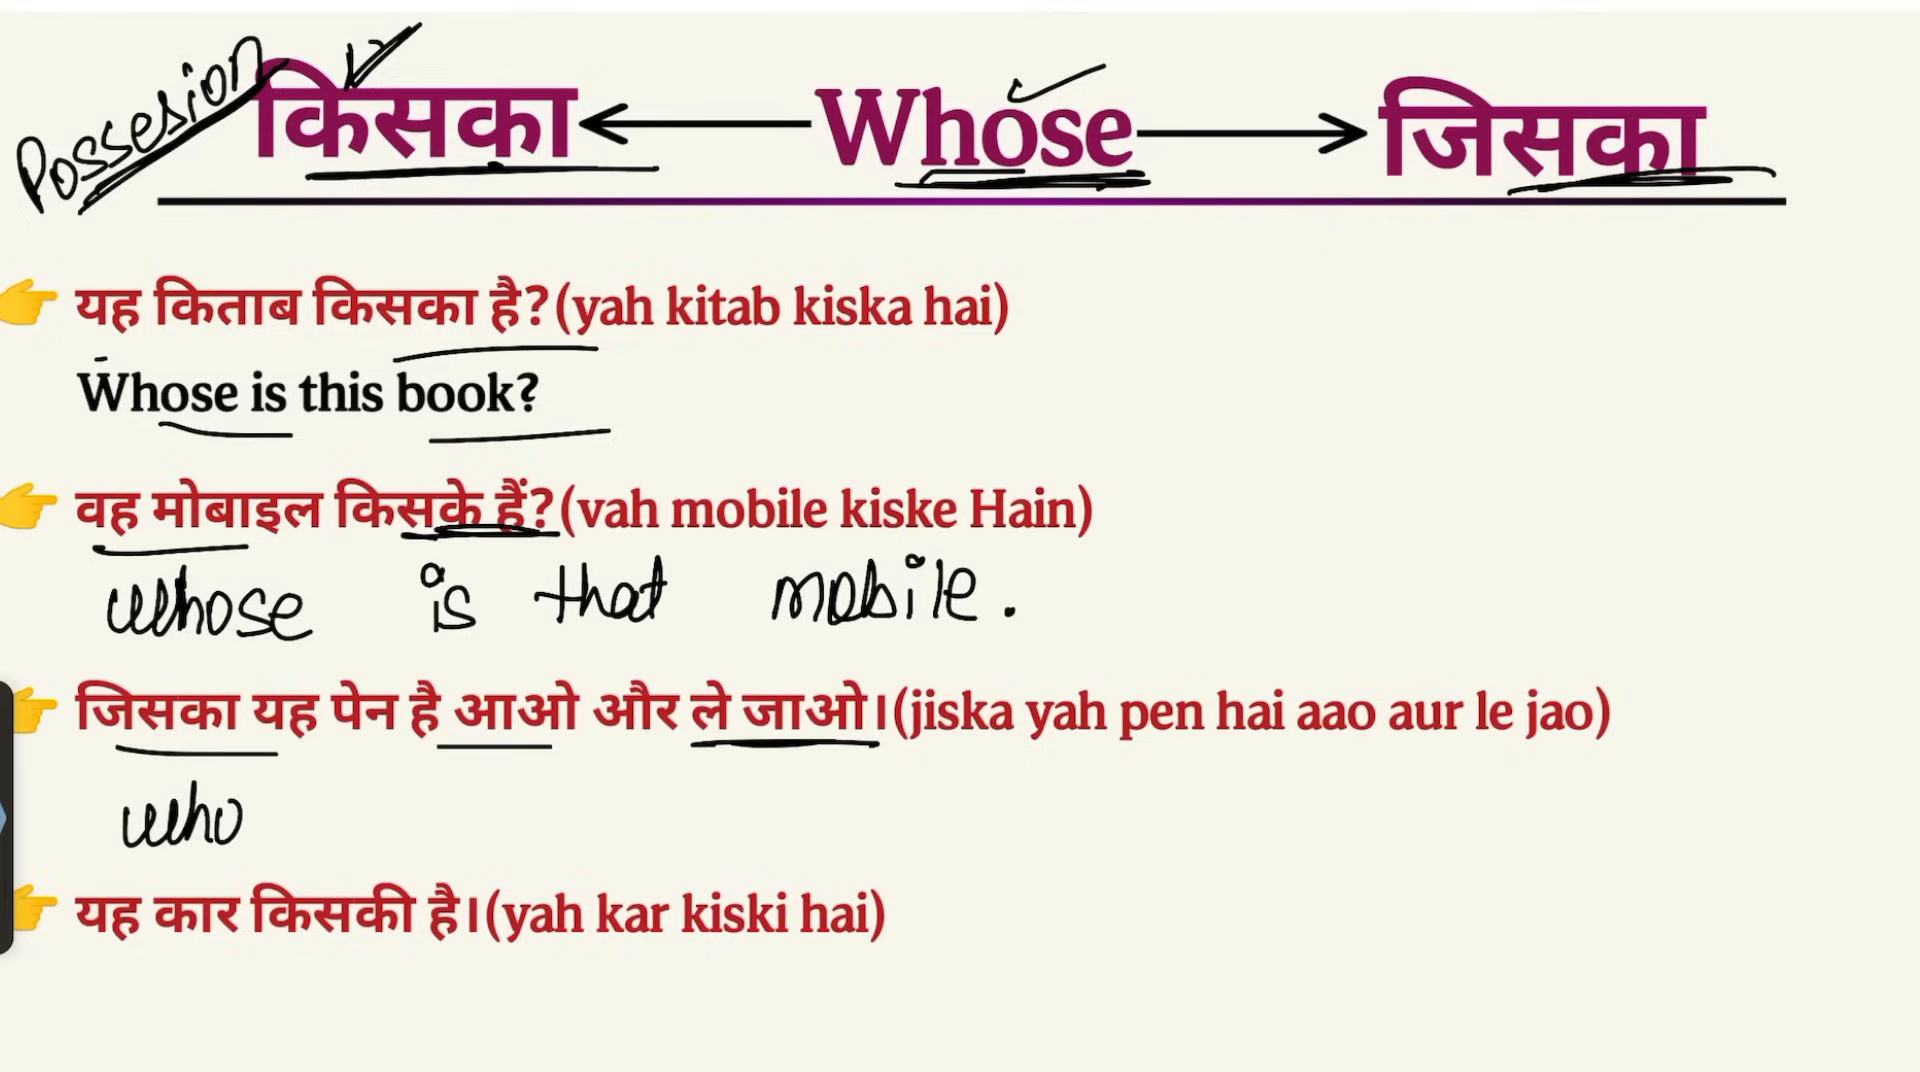 Possesion
किसका Whose जिसका
यह किताब किसका है?(yah kitab kiska hai)
Whose is this book?
वह मोबाइल किसके हैं?(vah mobile kiske Hain)
whose is that mobile.
जिसका यह पेन है आओ और ले जाओ।(jiska yah pen hai aao aur le jao)
who
यह कार किसकी है।(yah kar kiski hai)